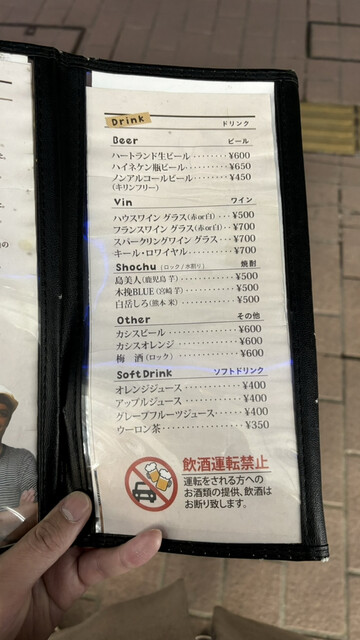 Drink ドリンク
Beer ビール
ハートランド生ビール········¥600
ハイネケン瓶ビール·········¥650
ノンアルコールビール·······¥450
(キリンフリー)
Vin ワイン
ハウスワイン グラス(赤or白)···¥500
フランスワイン グラス(赤or白)··¥700
スパークリングワイン グラス···¥700
キール・ロワイヤル·········¥700
Shochu (ロック/水割り) 焼酎
島美人(鹿児島 芋)··········¥500
木挽BLUE(宮崎 芋)·········¥500
白岳しろ(熊本 米)··········¥500
Other その他
カシスビール·············¥600
カシスオレンジ············¥600
梅 酒(ロック)·············¥600
SoftDrink ソフトドリンク
オレンジジュース···········¥400
アップルジュース···········¥400
グレープフルーツジュース·····¥400
ウーロン茶···············¥350
飲酒運転禁止
運転をされる方への
お酒類の提供、飲酒は
お断り致します。